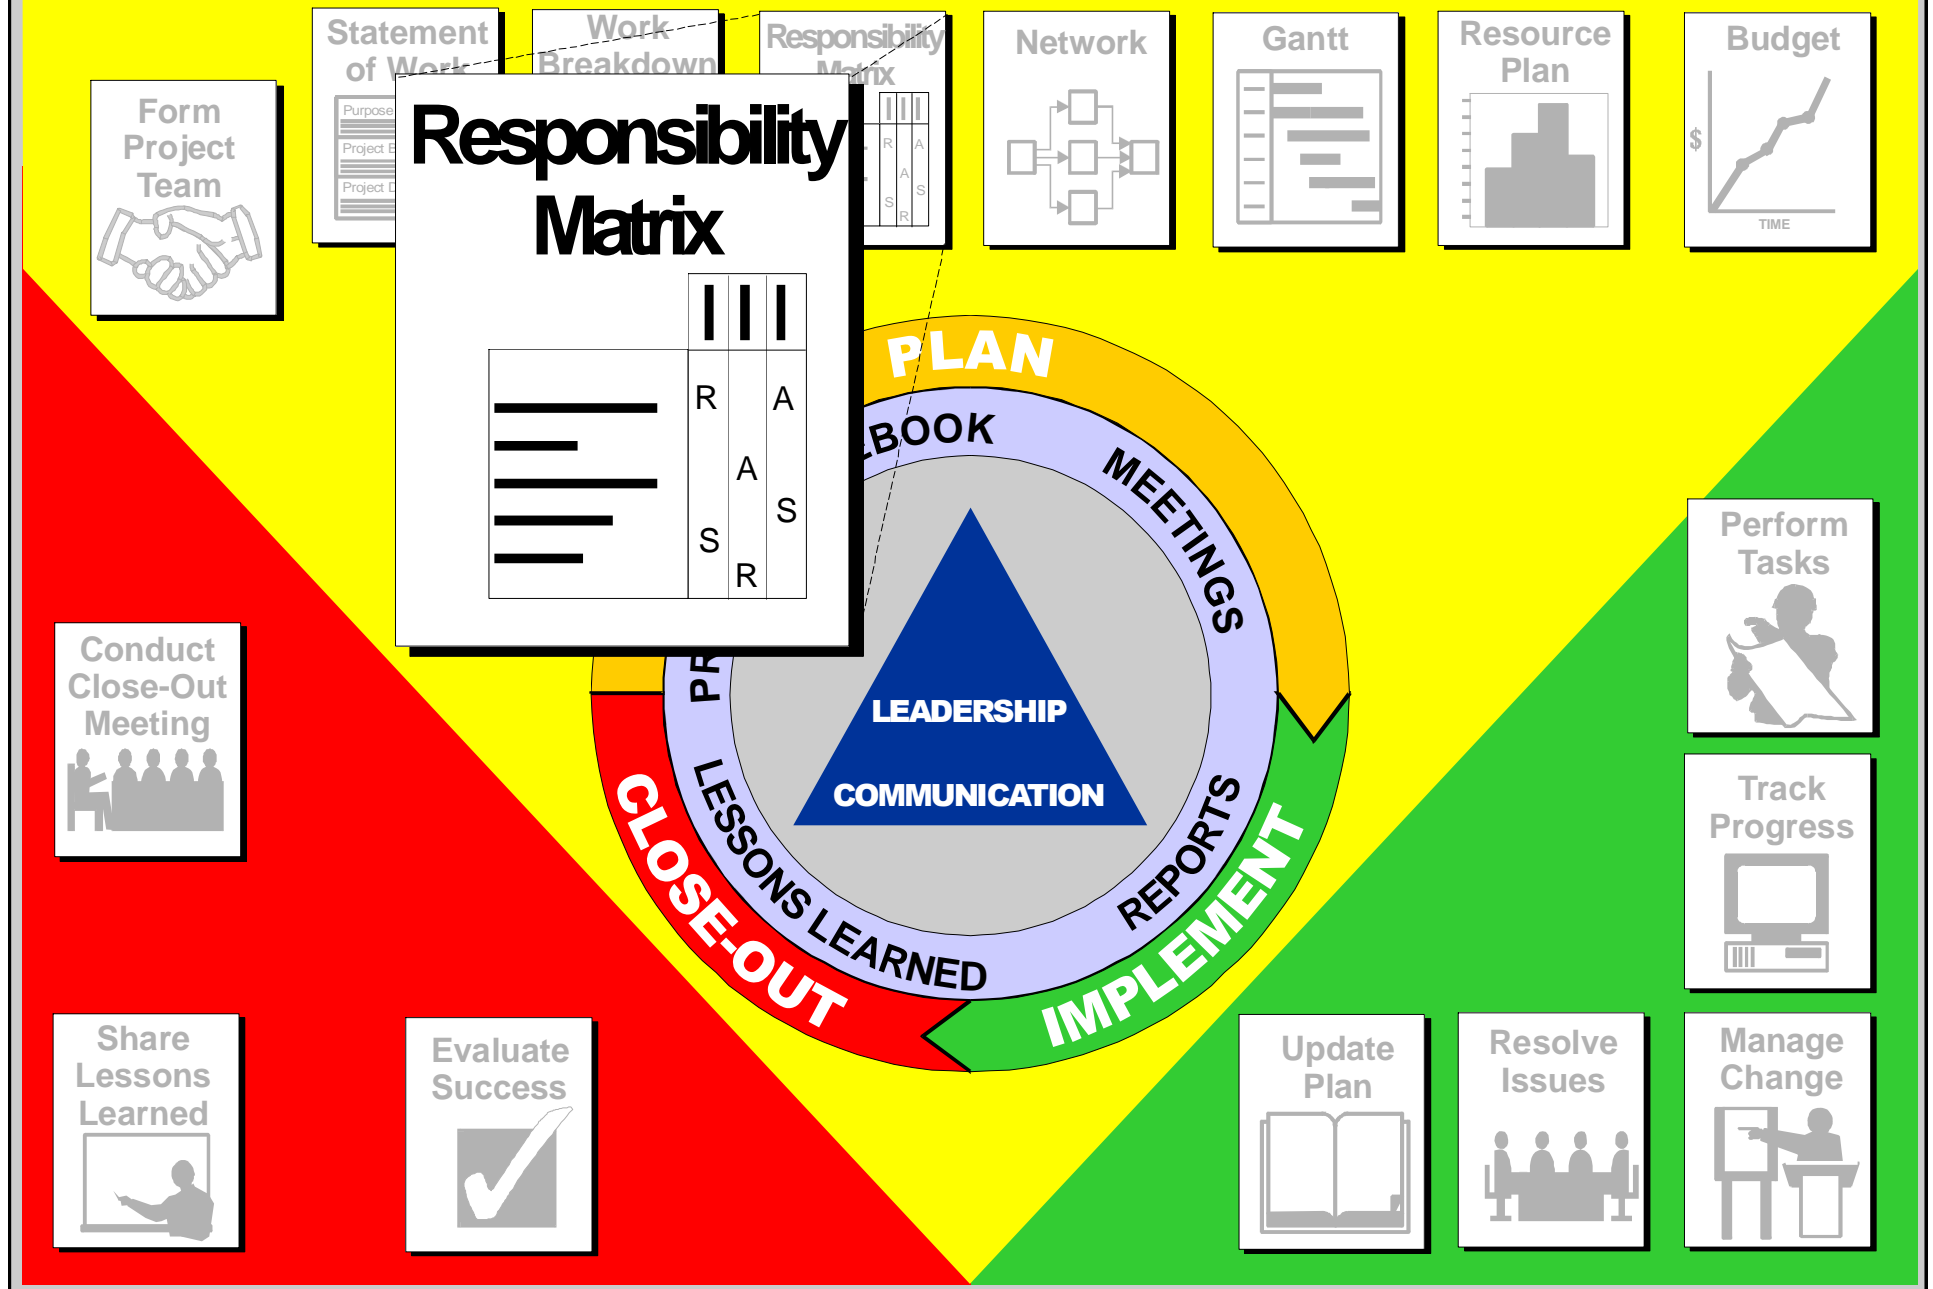 Statement
of Work
Purpose
Project
Project
Work
Breakdown
Responsibility
Matrix
R
A
A
S
S
R
Network
Gantt
Resource
Plan
Budget
$
TIME
Form
Project
Team
Responsibility
Matrix
R
A
A
S
S
R
PLAN
EBOOK
MEETINGS
PR
LEADERSHIP
COMMUNICATION
LESSONS LEARNED
REPORTS
CLOSE-OUT
IMPLEMENT
Perform
Tasks
Track
Progress
Conduct
Close-Out
Meeting
Share
Lessons
Learned
Evaluate
Success
Update
Plan
Resolve
Issues
Manage
Change